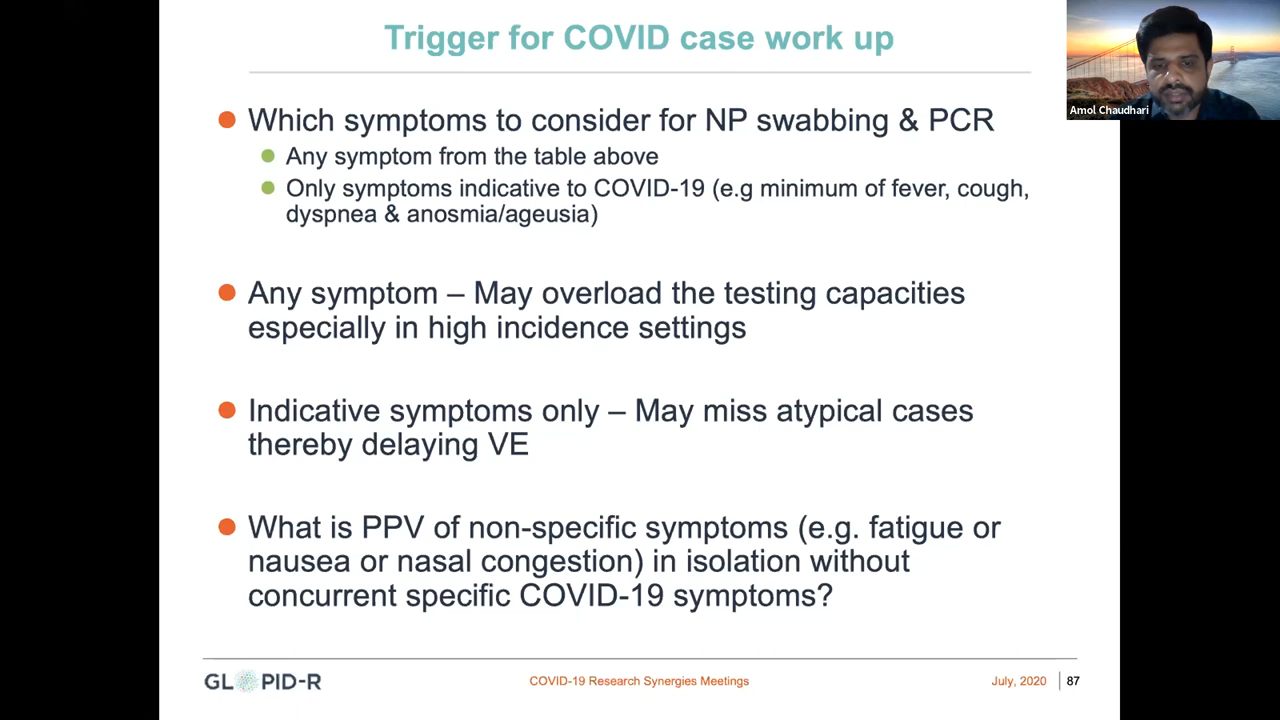 Trigger for COVID case work up
Amol Chaudhari
Which symptoms to consider for NP swabbing & PCR
Any symptom from the table above
Only symptoms indicative to COVID-19 (e.g minimum of fever, cough,
dyspnea & anosmia/ageusia)
Any symptom – May overload the testing capacities
especially in high incidence settings
Indicative symptoms only – May miss atypical cases
thereby delaying VE
What is PPV of non-specific symptoms (e.g. fatigue or
nausea or nasal congestion) in isolation without
concurrent specific COVID-19 symptoms?
GLOPID-R
COVID-19 Research Synergies Meetings
July, 2020
87